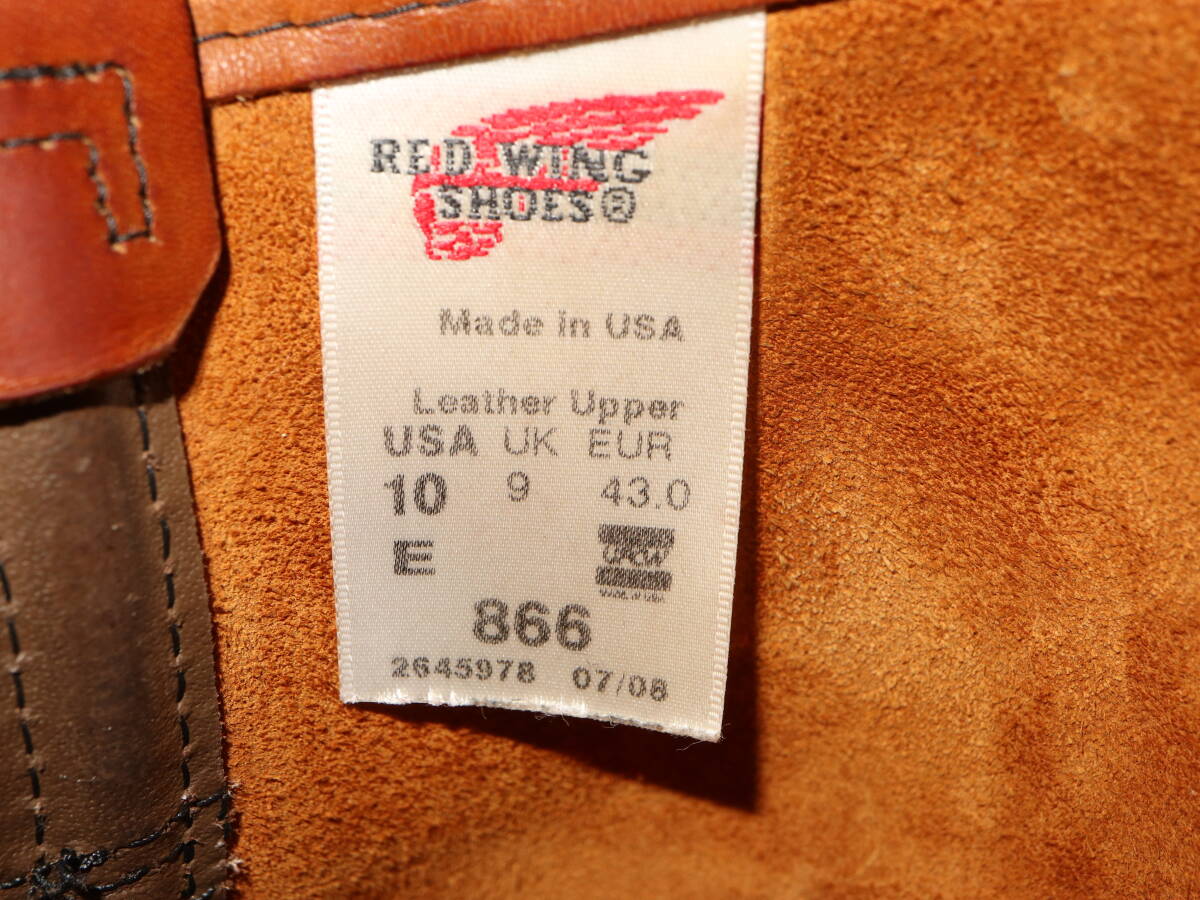 RED WING
SHOES®
Made in USA
Leather Upper
USA UK EUR
10 9 43.0
E
866
2645978 07/08